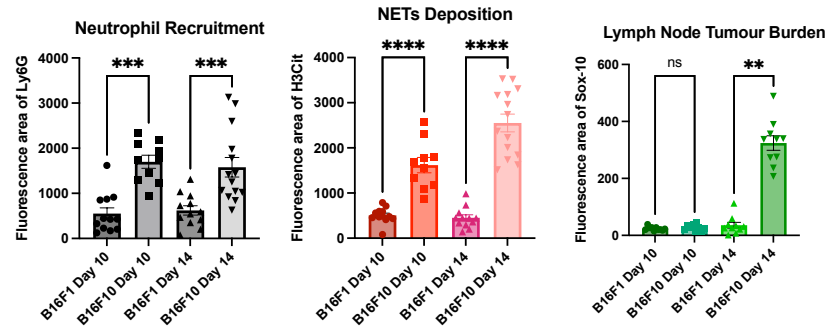 Neutrophil Recruitment
Fluorescence area of Ly6G
4000
3000
2000
1000
0
***
***
B16F1 Day 10
B16F10 Day 10
B16F1 Day 14
B16F10 Day 14
NETs Deposition
Fluorescence area of H3Cit
4000
3000
2000
1000
0
****
****
B16F1 Day 10
B16F10 Day 10
B16F1 Day 14
B16F10 Day 14
Lymph Node Tumour Burden
Fluorescence area of Sox-10
600
400
200
0
ns
**
B16F1 Day 10
B16F10 Day 10
B16F1 Day 14
B16F10 Day 14